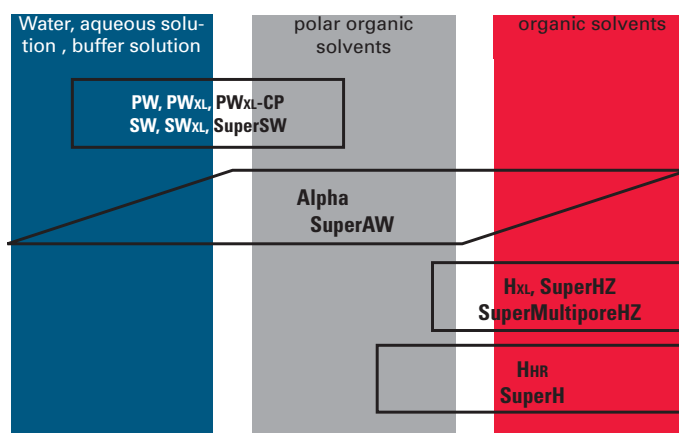 Water, aqueous solu-
tion , buffer solution
polar organic
solvents
organic solvents
PW, PWXL, PWXL-CP
SW, SWXL, SuperSW
Alpha
SuperAW
HXL, SuperHZ
SuperMultiporeHZ
HHR
SuperH